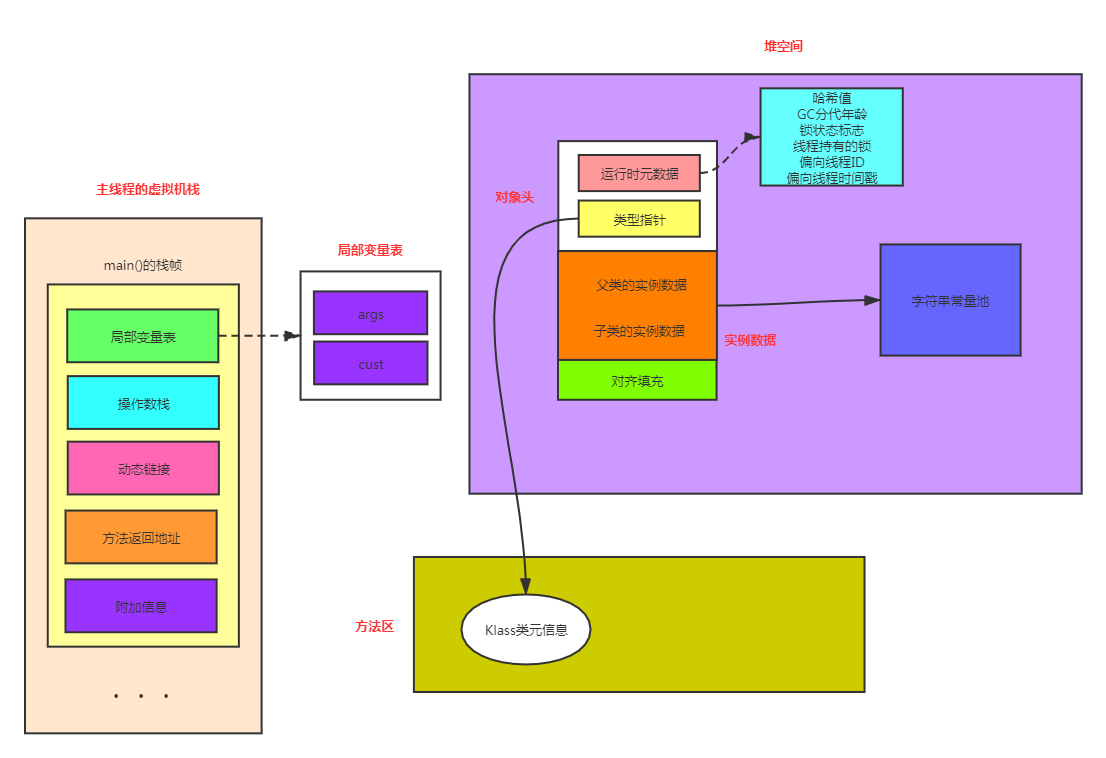 堆空间
哈希值
GC分代年龄
锁状态标志
线程持有的锁
偏向线程ID
偏向线程时间戳
运行时元数据
对象头
类型指针
主线程的虚拟机栈
main()的栈帧
局部变量表
局部变量表
args
cust
操作数栈
动态链接
方法返回地址
附加信息
. . .
父类的实例数据
子类的实例数据
实例数据
字符串常量池
对齐填充
方法区
Klass类元信息